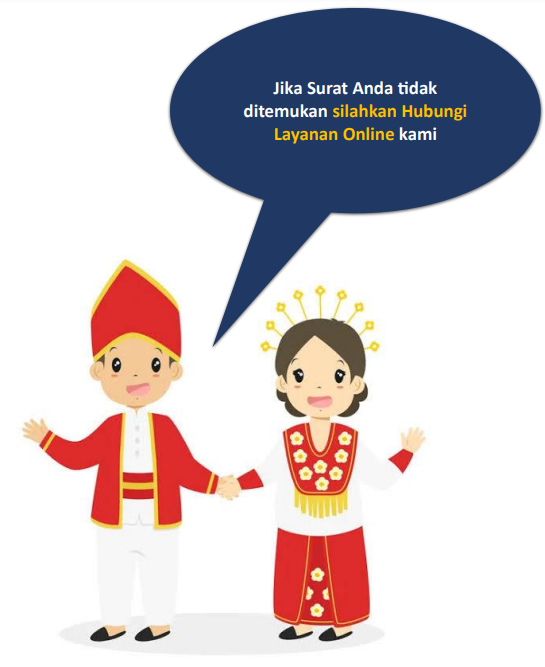 Jika Surat Anda tidak
ditemukan silahkan Hubungi
Layanan Online kami